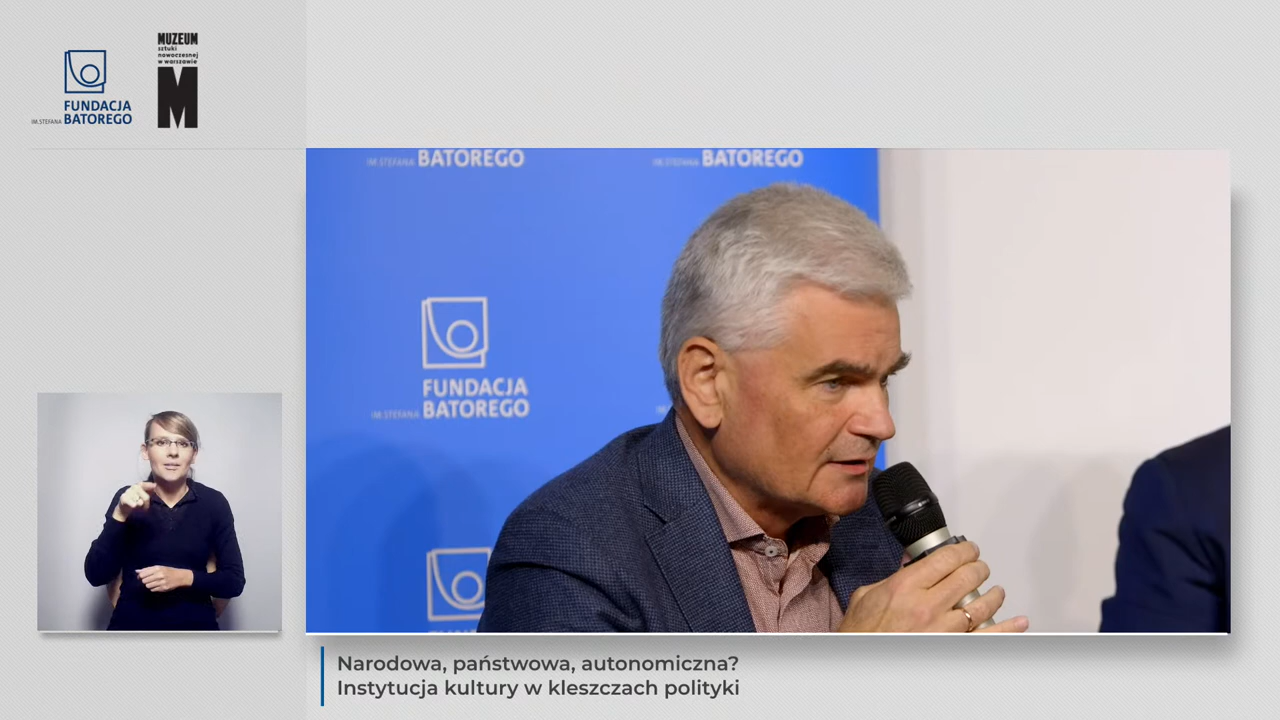 MUZEUM
sztuki
nowoczesnej
w warszawie
M
FUNDACJA
IM. STEFANA BATOREGO
IM. STEFANA BATOREGO
IM. STEFANA BATOREGO
FUNDACJA
IM. STEFANA BATOREGO
Narodowa, państwowa, autonomiczna?
Instytucja kultury w kleszczach polityki